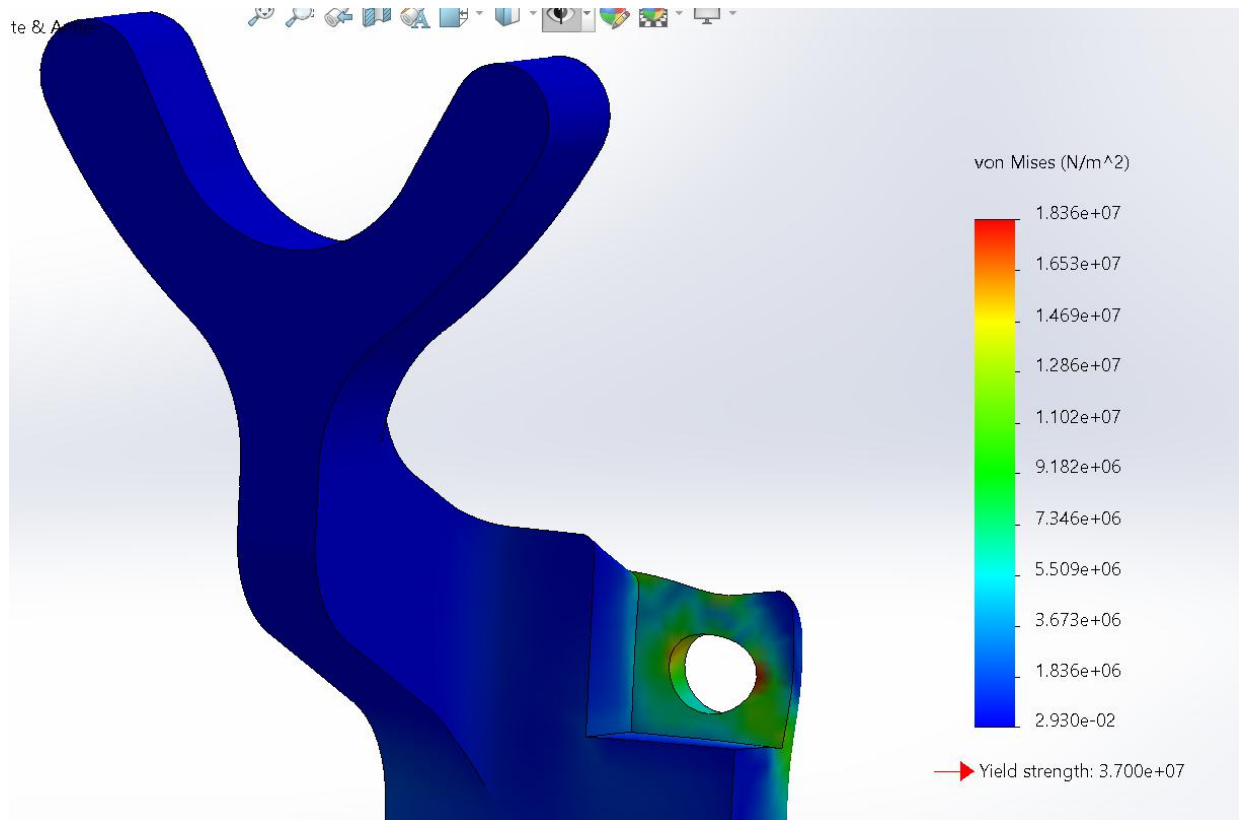 te & A
von Mises (N/m^2)
1.836e+07
1.653e+07
1.469e+07
1.286e+07
1.102e+07
9.182e+06
7.346e+06
5.509e+06
3.673e+06
1.836e+06
2.930e-02
Yield strength: 3.700e+07